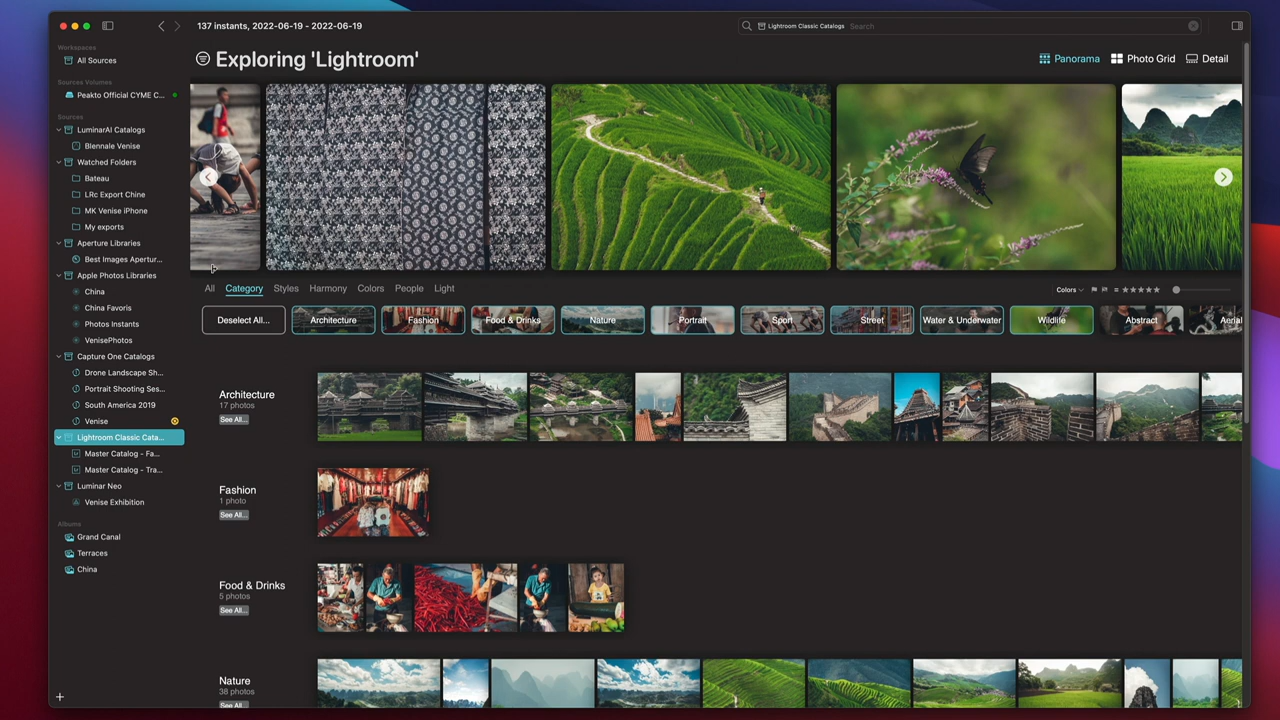 137 instants, 2022-06-19 - 2022-06-19
Lightroom Classic Catalogs
Search
Workspaces
All Sources
Sources Volumes
Peakto Official CYME C...
Sources
LuminarAI Catalogs
Biennale Venise
Watched Folders
Bateau
LRc Export Chine
MK Venise iPhone
My exports
Aperture Libraries
Best Images Apertur...
Apple Photos Libraries
China
China Favoris
Photos Instants
VenisePhotos
Capture One Catalogs
Drone Landscape Sh...
Portrait Shooting Ses...
South America 2019
Venise
Lightroom Classic Cata...
Master Catalog - Fa...
Master Catalog - Tra...
Luminar Neo
Venise Exhibition
Albums
Grand Canal
Terraces
China
Exploring 'Lightroom'
Panorama
Photo Grid
Detail
All
Category
Styles
Harmony
Colors
People
Light
Colors
= ★★★★★
Deselect All...
Architecture
Fashion
Food & Drinks
Nature
Portrait
Sport
Street
Water & Underwater
Wildlife
Abstract
Aerial
Architecture
17 photos
See All...
Fashion
1 photo
See All...
Food & Drinks
5 photos
See All...
Nature
38 photos
See All...